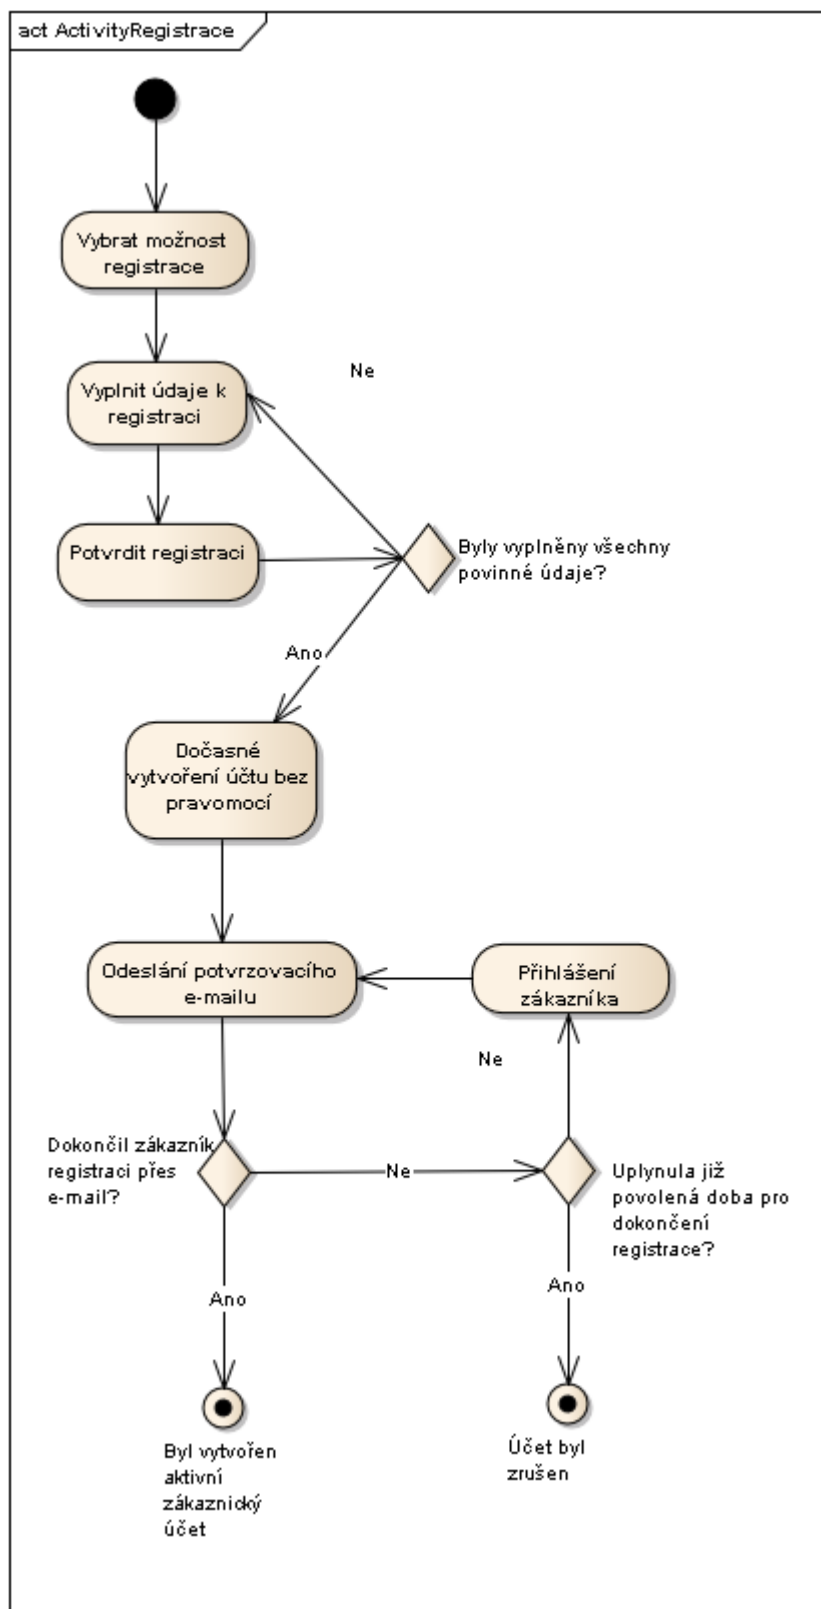 act ActivityRegistrace
Vybrat možnost
registrace
Ne
Vyplnit údaje k
registraci
Potvrdit registraci
Byly vyplněny všechny
povinné údaje?
Ano
Dočasné
vytvoření účtu bez
pravomocí
Odeslání potvrzovacího
e-mailu
Přihlášení
zákazníka
Ne
Dokončil zákazník
registraci přes
e-mail?
Ne
Uplynula již
povolená doba pro
dokončení
registrace?
Ano
Ano
Byl vytvořen
aktivní
zákaznický
účet
Účet byl
zrušen